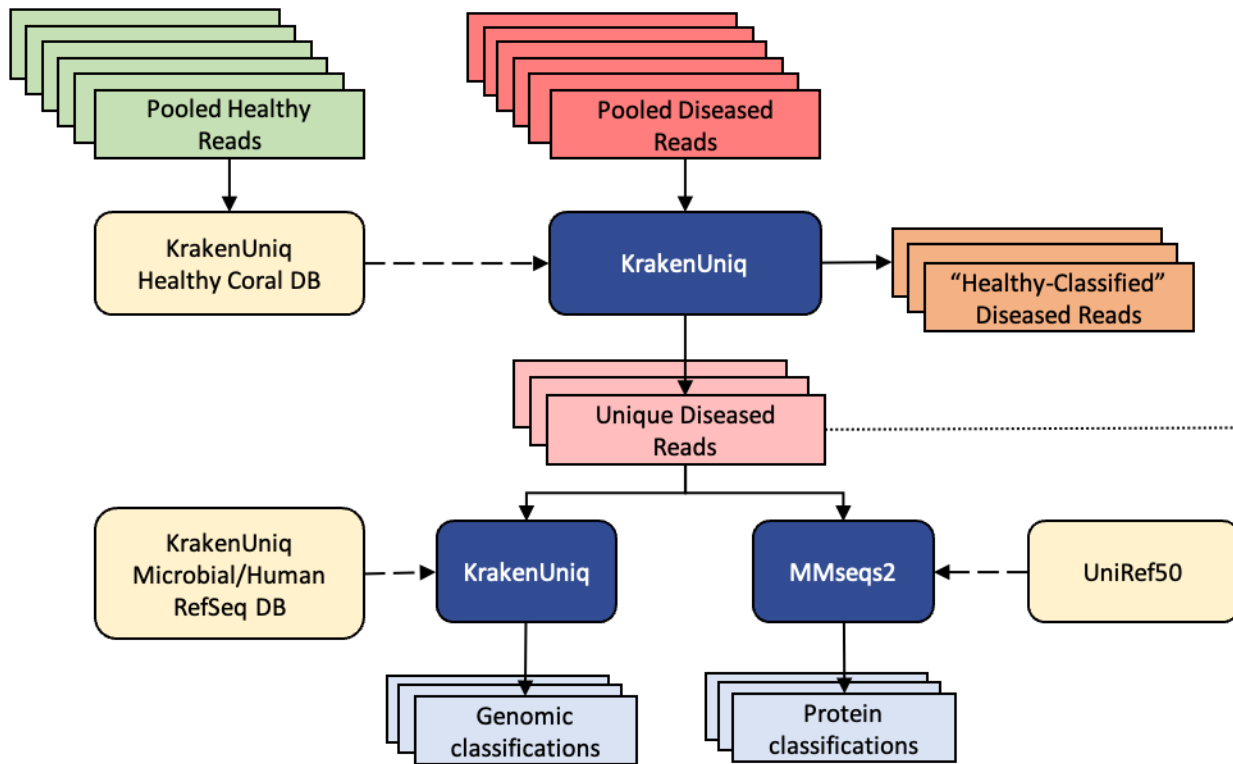 Pooled Healthy
Reads
Pooled Diseased
Reads
KrakenUniq
Healthy Coral DB
KrakenUniq
“Healthy-Classified”
Diseased Reads
Unique Diseased
Reads
KrakenUniq
Microbial/Human
RefSeq DB
KrakenUniq
MMseqs2
UniRef50
Genomic
classifications
Protein
classifications